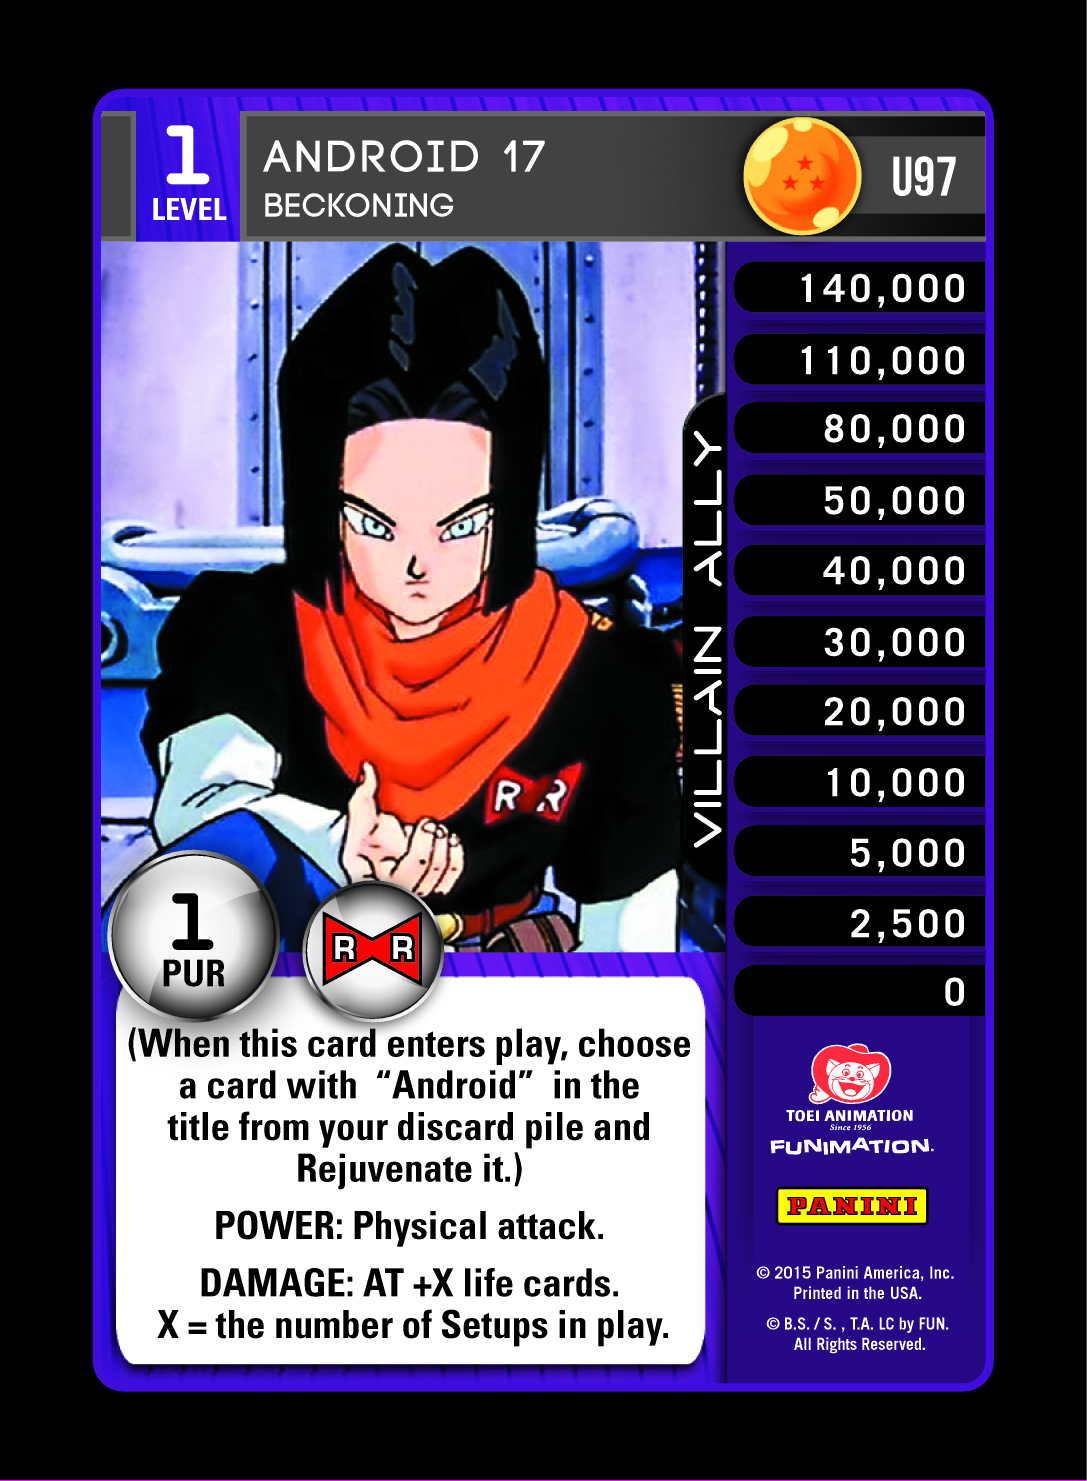 1
LEVEL
ANDROID 17
BECKONING
U97
140,000
110,000
80,000
50,000
40,000
30,000
20,000
10,000
5,000
2,500
0
VILLAIN ALLY
R R
1
PUR
R R
(When this card enters play, choose
a card with “Android” in the
title from your discard pile and
Rejuvenate it.)
POWER: Physical attack.
DAMAGE: AT +X life cards.
X = the number of Setups in play.
TOEI ANIMATION
Since 1956
FUNIMATION.
PANINI
© 2015 Panini America, Inc.
Printed in the USA.
© B.S. / S. , T.A. LC by FUN.
All Rights Reserved.